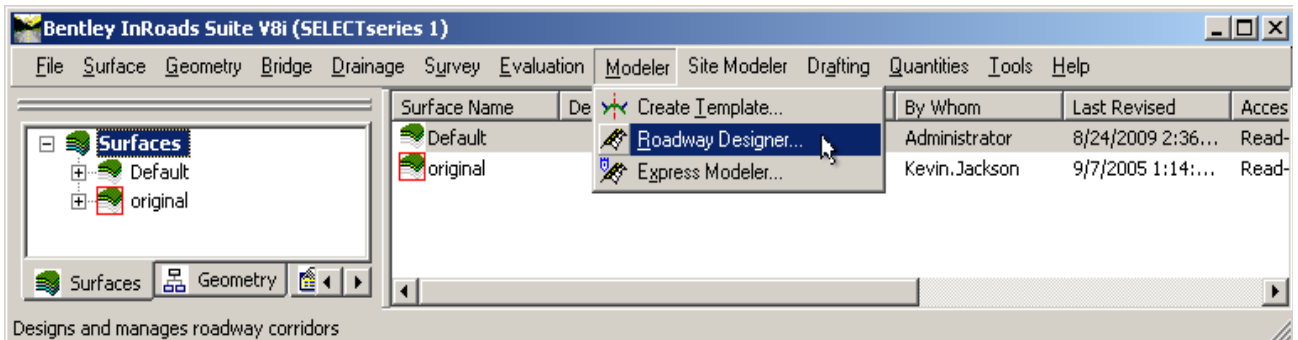 Bentley InRoads Suite V8i (SELECTseries 1)
File Surface Geometry Bridge Drainage Survey Evaluation Modeler Site Modeler Drafting Quantities Tools Help
Surface Name De By Whom Last Revised Acces
Create Template...
Surfaces
Default Roadway Designer... Administrator 8/24/2009 2:36... Read-
Default
original Express Modeler... Kevin.Jackson 9/7/2005 1:14:... Read-
original
Surfaces Geometry
Designs and manages roadway corridors